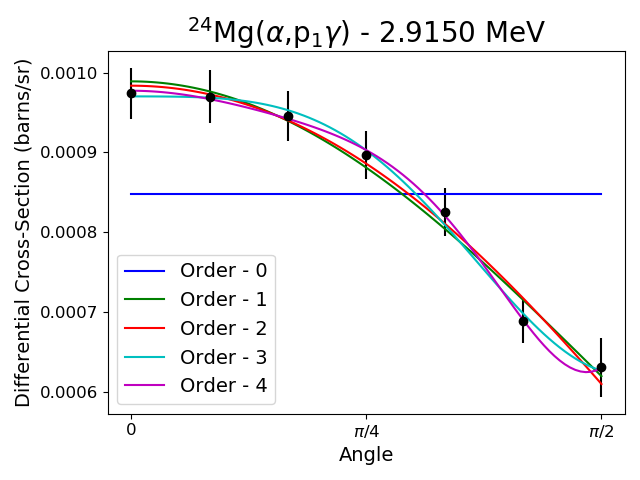 ²⁴Mg(α,p₁γ) - 2.9150 MeV
Differential Cross-Section (barns/sr)
0.0010
0.0009
0.0008
0.0007
0.0006
Order - 0
Order - 1
Order - 2
Order - 3
Order - 4
0
π/4
π/2
Angle